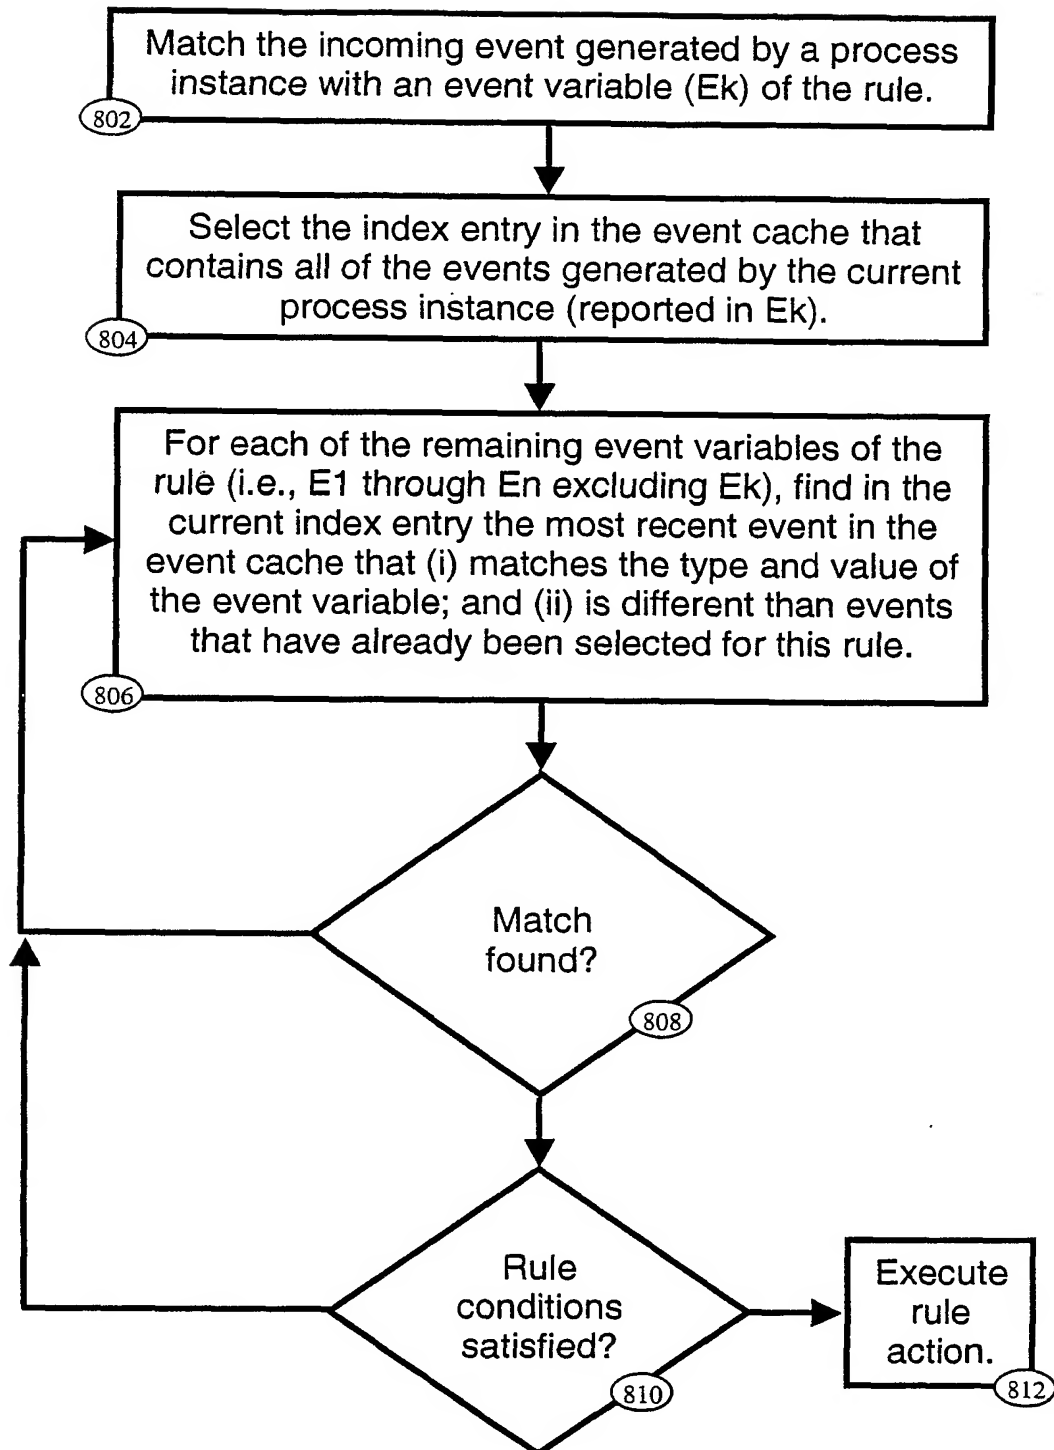 Match the incoming event generated by a process
instance with an event variable (Ek) of the rule.
802
Select the index entry in the event cache that
contains all of the events generated by the current
process instance (reported in Ek).
804
For each of the remaining event variables of the
rule (i.e., E1 through En excluding Ek), find in the
current index entry the most recent event in the
event cache that (i) matches the type and value of
the event variable; and (ii) is different than events
that have already been selected for this rule.
806
Match
found?
808
Rule
conditions
satisfied?
810
Execute
rule
action.
812